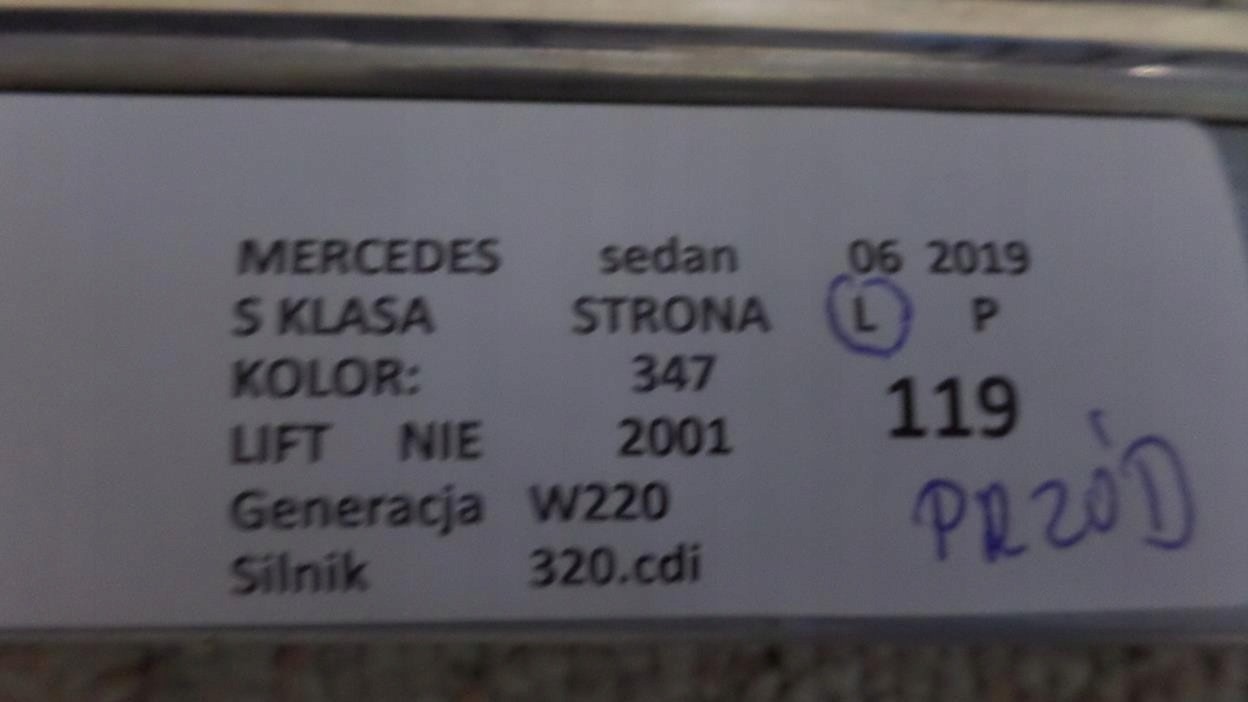 MERCEDES sedan 06 2019
S KLASA STRONA L P
KOLOR: 347
LIFT NIE 2001 119
Generacja W220 PRZÓD
Silnik 320.cdi